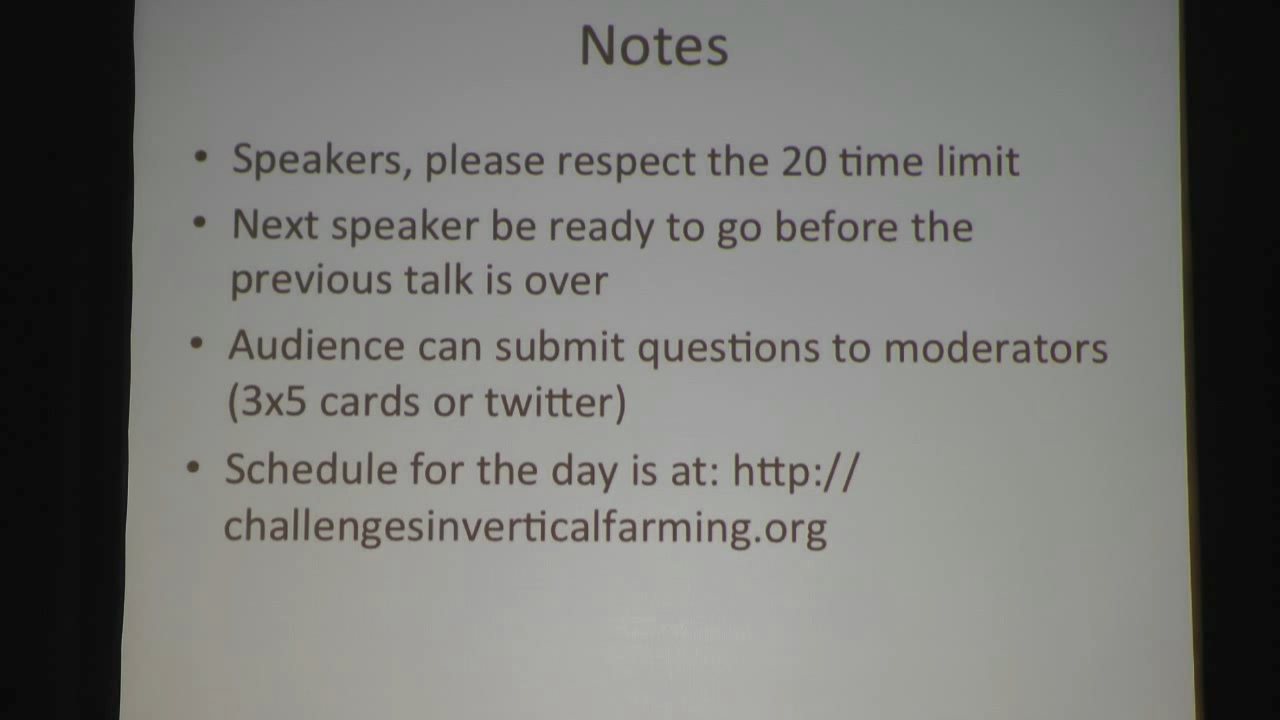 Notes
• Speakers, please respect the 20 time limit
• Next speaker be ready to go before the
previous talk is over
• Audience can submit questions to moderators
(3x5 cards or twitter)
• Schedule for the day is at: http://
challengesinverticalfarming.org